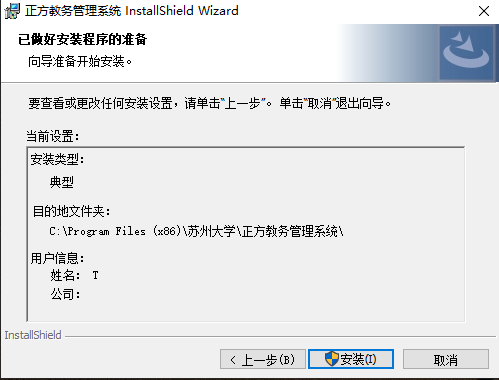 正方教务管理系统 InstallShield Wizard
已做好安装程序的准备
向导准备开始安装。
要查看或更改任何安装设置，请单击“上一步”。单击“取消”退出向导。
当前设置：
安装类型：
典型
目的地文件夹：
C:\Program Files (x86)\苏州大学\正方教务管理系统\
用户信息：
姓名： T
公司：
InstallShield
< 上一步(B)
安装(I)
取消